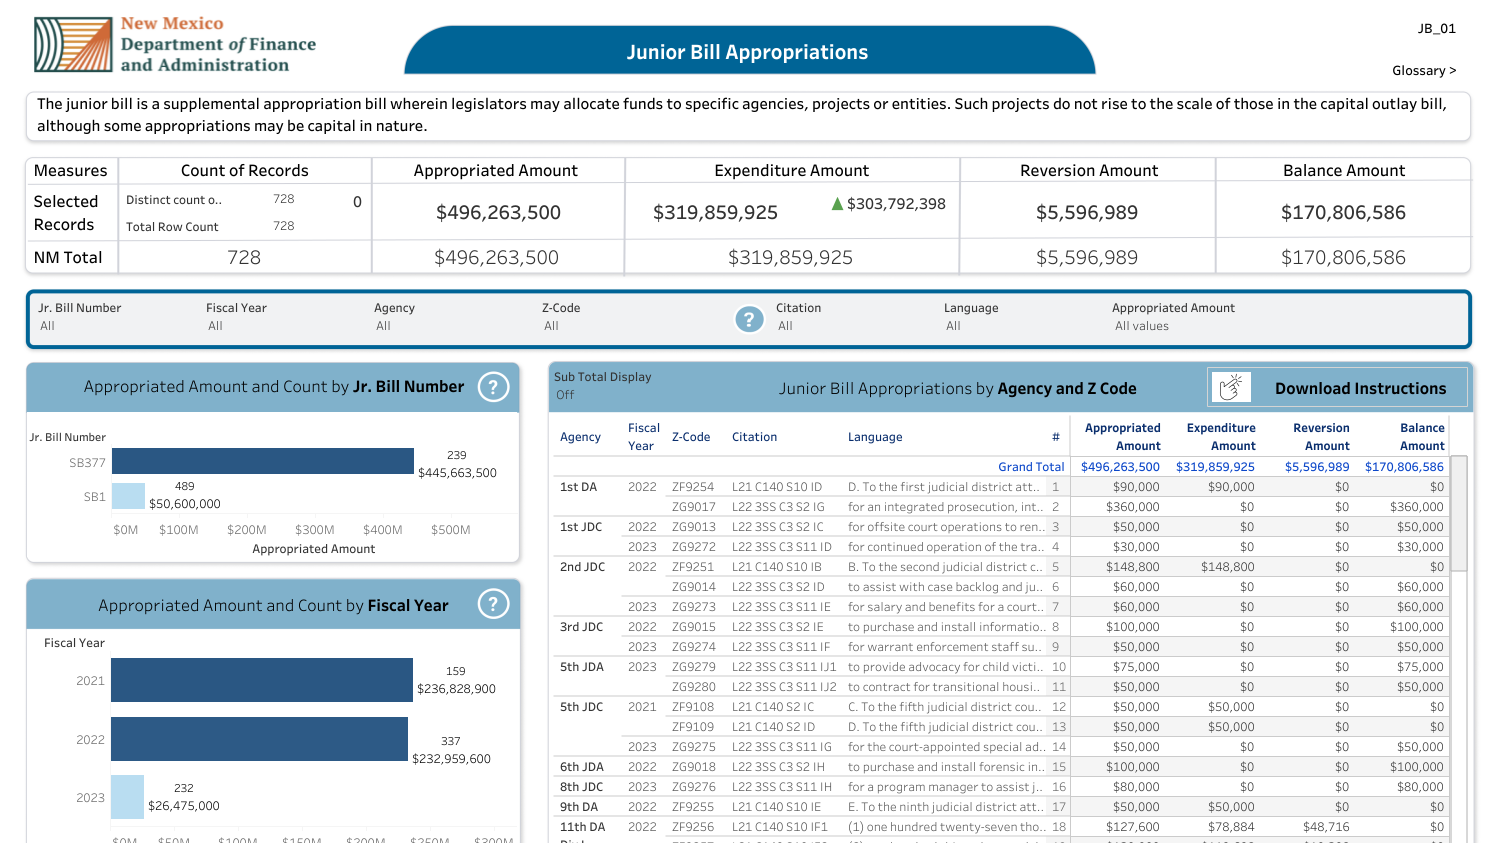 New Mexico
Department of Finance
and Administration
Junior Bill Appropriations
JB_01
Glossary >
The junior bill is a supplemental appropriation bill wherein legislators may allocate funds to specific agencies, projects or entities. Such projects do not rise to the scale of those in the capital outlay bill,
although some appropriations may be capital in nature.
Measures Count of Records Appropriated Amount Expenditure Amount Reversion Amount Balance Amount
Selected Records Distinct count o.. 728 0 $496,263,500 $319,859,925 ▲ $303,792,398 $5,596,989 $170,806,586
Total Row Count 728
NM Total 728 $496,263,500 $319,859,925 $5,596,989 $170,806,586
Jr. Bill Number Fiscal Year Agency Z-Code ? Citation Language Appropriated Amount
All All All All All All All values
Appropriated Amount and Count by Jr. Bill Number ?
Jr. Bill Number
SB377 239
$445,663,500
SB1 489
$50,600,000
$0M $100M $200M $300M $400M $500M
Appropriated Amount
Appropriated Amount and Count by Fiscal Year ?
Fiscal Year
2021 159
$236,828,900
2022 337
$232,959,600
2023 232
$26,475,000
$0M $50M $100M $150M $200M $250M $300M
Sub Total Display
Off
Junior Bill Appropriations by Agency and Z Code
Download Instructions
Agency Fiscal Year Z-Code Citation Language # Appropriated Amount Expenditure Amount Reversion Amount Balance Amount
Grand Total $496,263,500 $319,859,925 $5,596,989 $170,806,586
1st DA 2022 ZF9254 L21 C140 S10 ID D. To the first judicial district att.. 1 $90,000 $90,000 $0 $0
ZG9017 L22 3SS C3 S2 IG for an integrated prosecution, int.. 2 $360,000 $0 $0 $360,000
1st JDC 2022 ZG9013 L22 3SS C3 S2 IC for offsite court operations to ren.. 3 $50,000 $0 $0 $50,000
2023 ZG9272 L22 3SS C3 S11 ID for continued operation of the tra.. 4 $30,000 $0 $0 $30,000
2nd JDC 2022 ZF9251 L21 C140 S10 IB B. To the second judicial district c.. 5 $148,800 $148,800 $0 $0
ZG9014 L22 3SS C3 S2 ID to assist with case backlog and ju.. 6 $60,000 $0 $0 $60,000
2023 ZG9273 L22 3SS C3 S11 IE for salary and benefits for a court.. 7 $60,000 $0 $0 $60,000
3rd JDC 2022 ZG9015 L22 3SS C3 S2 IE to purchase and install informatio.. 8 $100,000 $0 $0 $100,000
2023 ZG9274 L22 3SS C3 S11 IF for warrant enforcement staff su.. 9 $50,000 $0 $0 $50,000
5th JDA 2023 ZG9279 L22 3SS C3 S11 IJ1 to provide advocacy for child victi.. 10 $75,000 $0 $0 $75,000
ZG9280 L22 3SS C3 S11 IJ2 to contract for transitional housi.. 11 $50,000 $0 $0 $50,000
5th JDC 2021 ZF9108 L21 C140 S2 IC C. To the fifth judicial district cou.. 12 $50,000 $50,000 $0 $0
ZF9109 L21 C140 S2 ID D. To the fifth judicial district cou.. 13 $50,000 $50,000 $0 $0
2023 ZG9275 L22 3SS C3 S11 IG for the court-appointed special ad.. 14 $50,000 $0 $0 $50,000
6th JDA 2022 ZG9018 L22 3SS C3 S2 IH to purchase and install forensic in.. 15 $100,000 $0 $0 $100,000
8th JDC 2023 ZG9276 L22 3SS C3 S11 IH for a program manager to assist j.. 16 $80,000 $0 $0 $80,000
9th DA 2022 ZF9255 L21 C140 S10 IE E. To the ninth judicial district att.. 17 $50,000 $50,000 $0 $0
11th DA 2022 ZF9256 L21 C140 S10 IF1 (1) one hundred twenty-seven tho.. 18 $127,600 $78,884 $48,716 $0